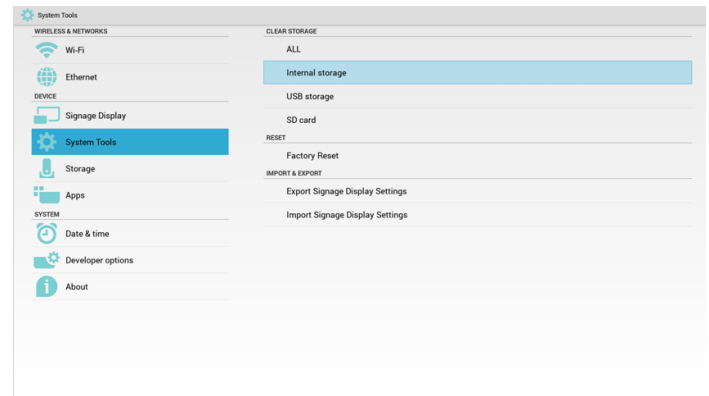 System Tools
WIRELESS & NETWORKS
Wi-Fi
Ethernet
DEVICE
Signage Display
System Tools
Storage
Apps
SYSTEM
Date & time
Developer options
About
CLEAR STORAGE
ALL
Internal storage
USB storage
SD card
RESET
Factory Reset
IMPORT & EXPORT
Export Signage Display Settings
Import Signage Display Settings